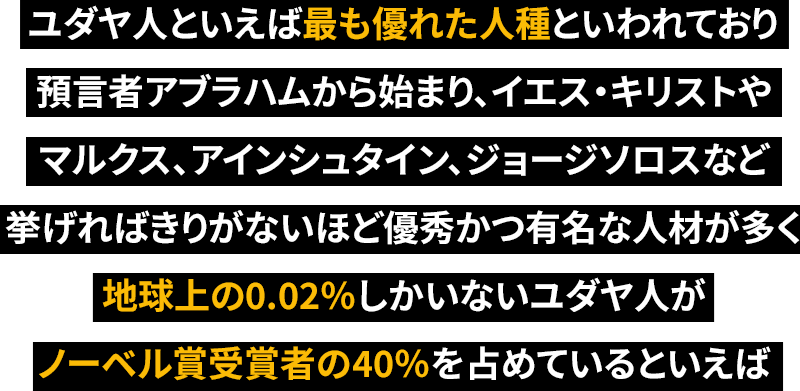 ユダヤ人といえば最も優れた人種といわれており
預言者アブラハムから始まり、イエス・キリストや
マルクス、アインシュタイン、ジョージソロスなど
挙げればきりがないほど優秀かつ有名な人材が多く
地球上の0.02%しかいないユダヤ人が
ノーベル賞受賞者の40%を占めているといえば